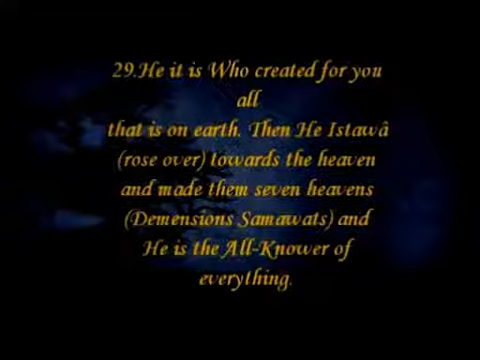 29.He it is Who created for you
all
that is on earth. Then He Istawâ
(rose over) towards the heaven
and made them seven heavens
(Demensions Samawats) and
He is the All-Knower of
everything.